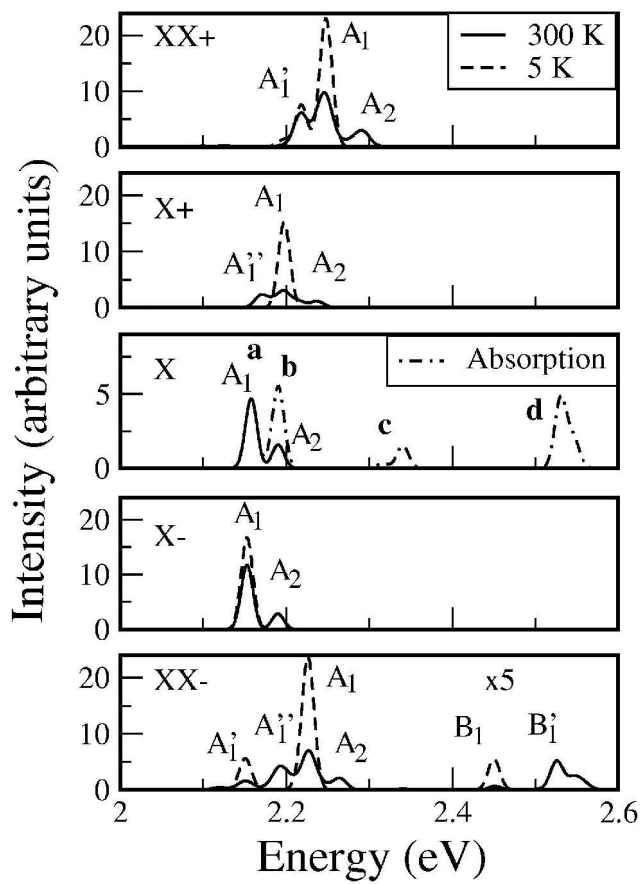 Intensity (arbitrary units)
20
10
0
XX+
A1'
A1
A2
300 K
5 K
20
10
0
X+
A1''
A1
A2
5
0
X
a
A1
b
A2
c
d
Absorption
20
10
0
X-
A1
A2
20
10
0
XX-
A1'
A1''
A1
A2
x5
B1
B1'
2
2.2
2.4
2.6
Energy (eV)